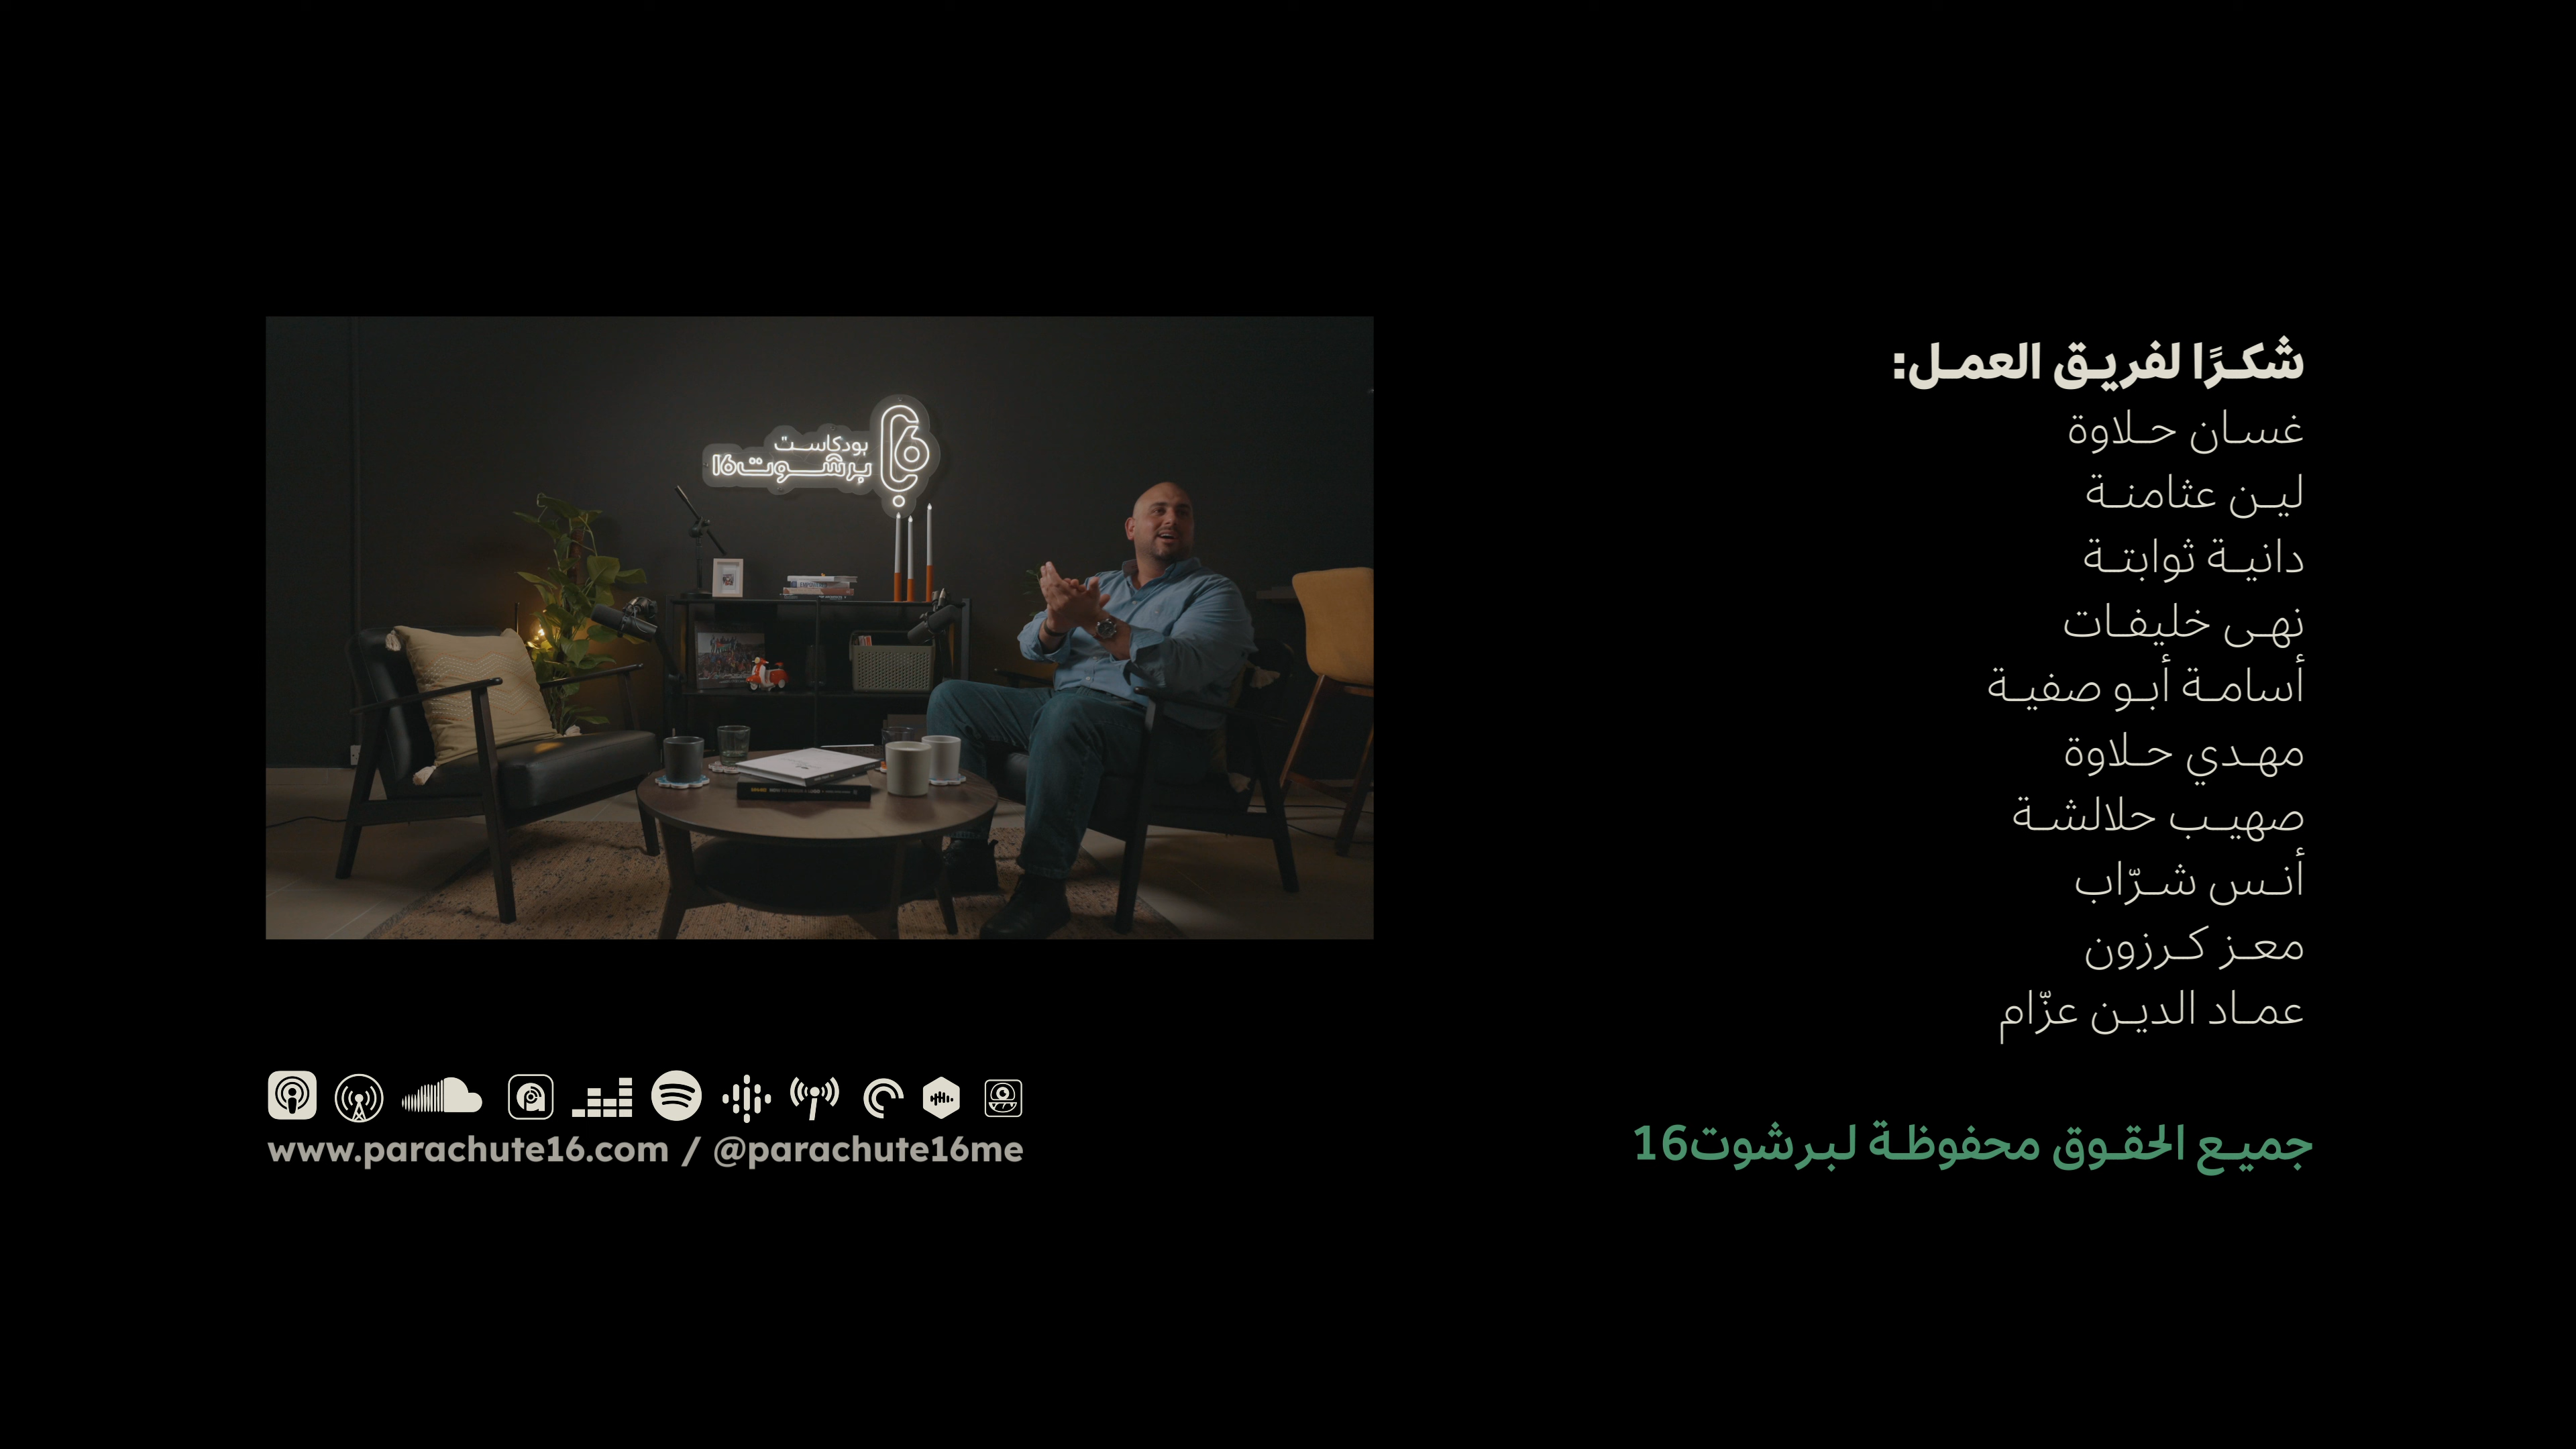 شكرًا لفريق العمل:
غسان حلاوة
لين عثامنة
دانية ثوابتة
نهى خليفات
أسامة أبو صفية
مهدي حلاوة
صهيب حلالشة
أنس شرّاب
معز كرزون
عماد الدين عزّام
جميع الحقوق محفوظة لبرشوت16
بودكاست
برشوت16
www.parachute16.com / @parachute16me